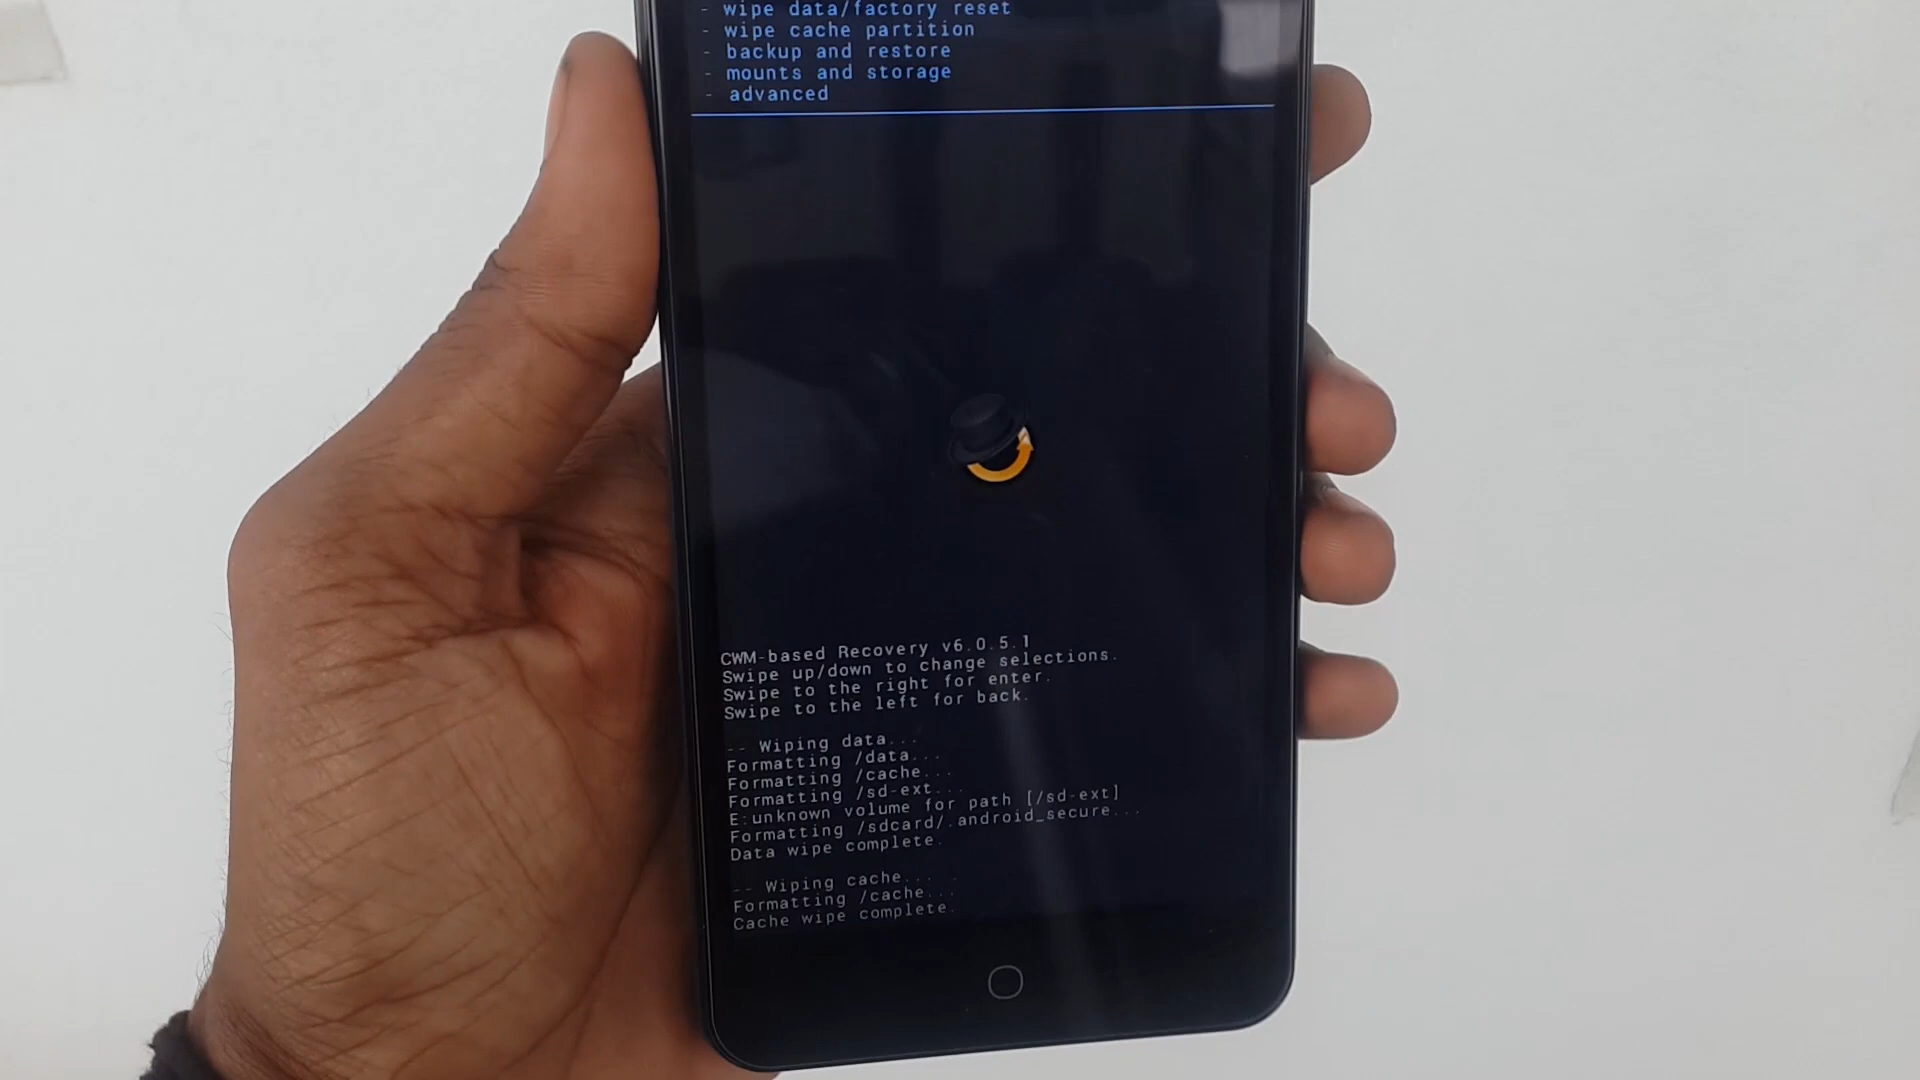 - wipe data/factory reset
- wipe cache partition
- backup and restore
- mounts and storage
- advanced
CWM-based Recovery v6.0.5.1
Swipe up/down to change selections.
Swipe to the right for enter.
Swipe to the left for back.
-- Wiping data...
Formatting /data...
Formatting /cache...
Formatting /sd-ext...
E:unknown volume for path [/sd-ext]
Formatting /sdcard/.android_secure...
Data wipe complete.
-- Wiping cache...
Formatting /cache...
Cache wipe complete.